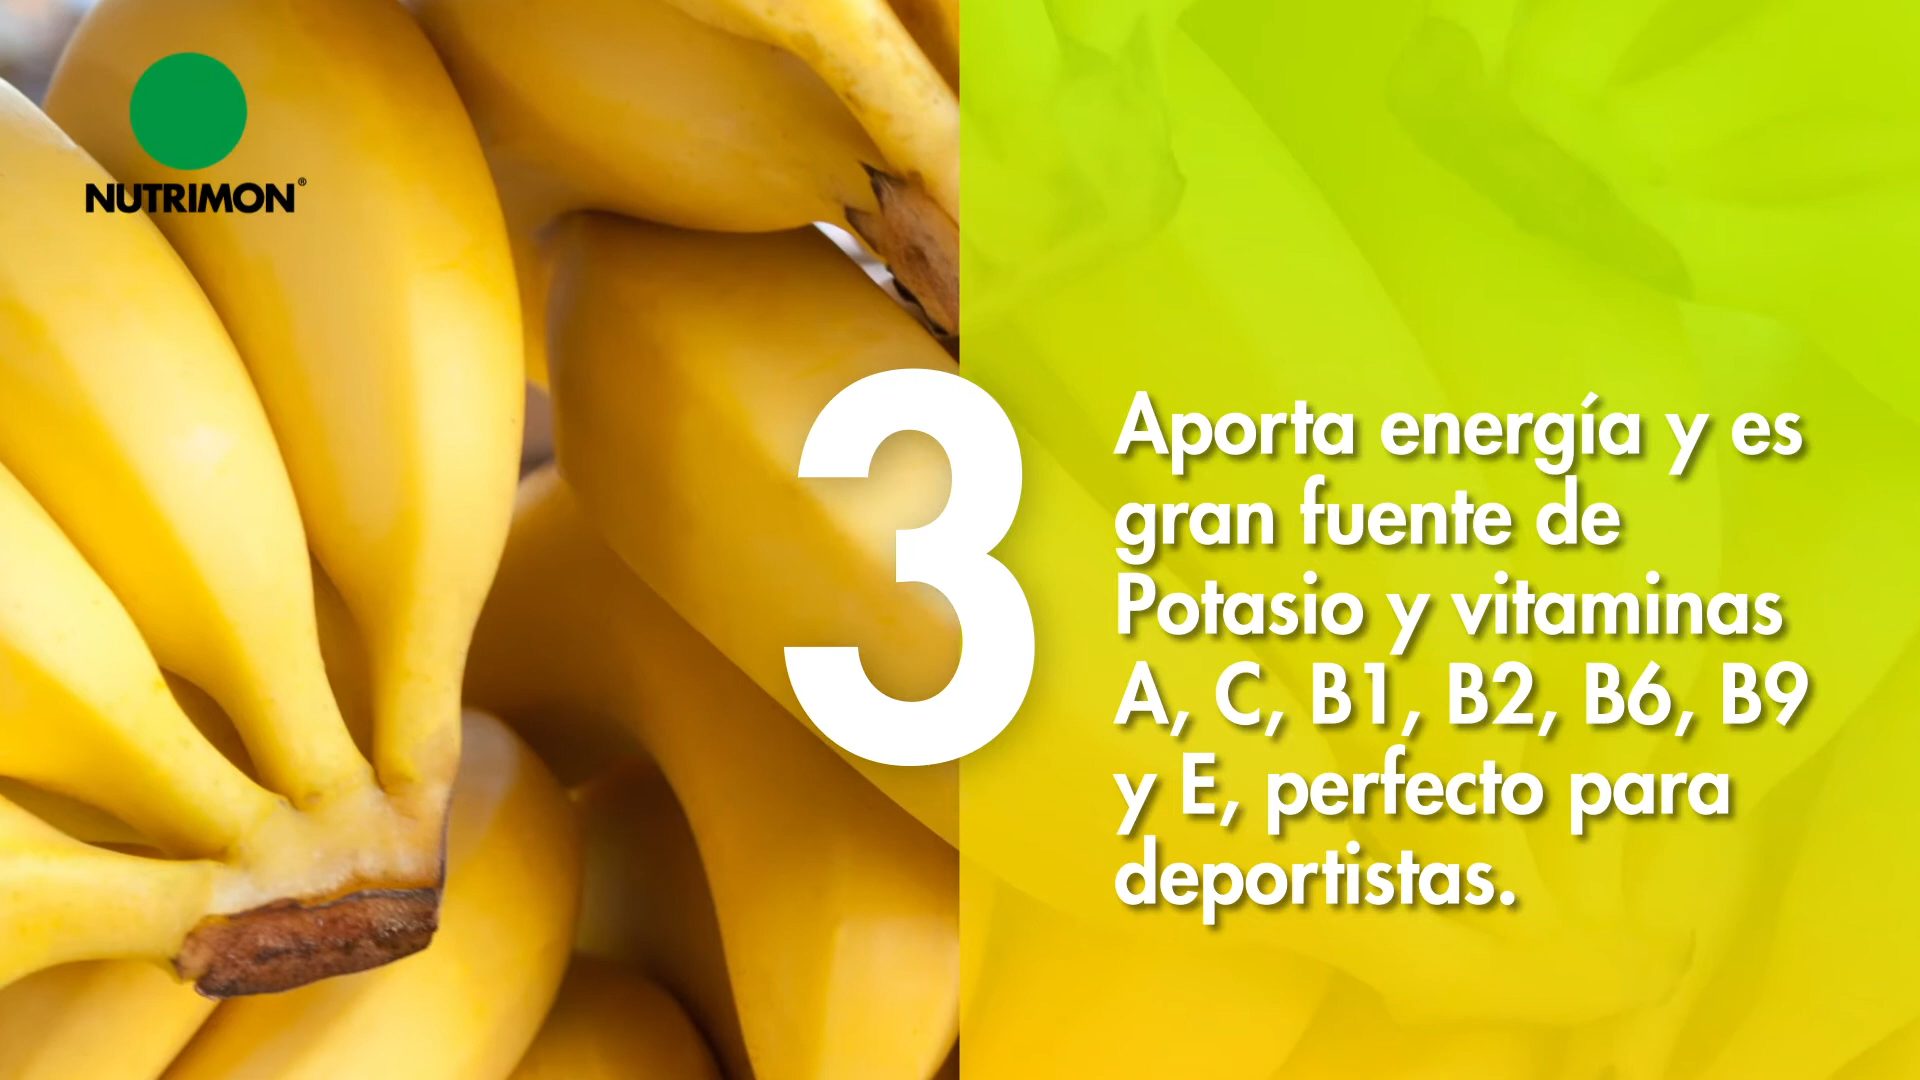 NUTRIMON®
3
Aporta energía y es
gran fuente de
Potasio y vitaminas
A, C, B1, B2, B6, B9
y E, perfecto para
deportistas.